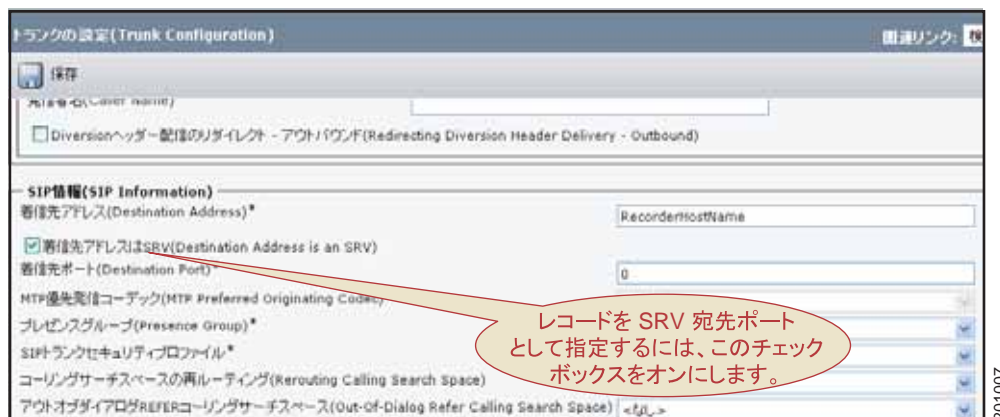 トランクの設定(Trunk Configuration)
関連リンク: 検
保存
発信者名(Caller Name)
Diversionヘッダー配信のリダイレクト - アウトバウンド(Redirecting Diversion Header Delivery - Outbound)
SIP情報(SIP Information)
着信先アドレス(Destination Address)*
RecorderHostName
着信先アドレスはSRV(Destination Address is an SRV)
着信先ポート(Destination Port)*
0
MTP優先発信コーデック(MTP Preferred Originating Codec)
プレゼンスグループ(Presence Group)*
SIPトランクセキュリティプロファイル*
コーリングサーチスペースの再ルーティング(Rerouting Calling Search Space)
アウトオブダイアログREFERコーリングサーチスペース(Out-Of-Dialog Refer Calling Search Space)
<なし>
レコードを SRV 宛先ポート
として指定するには、このチェック
ボックスをオンにします。